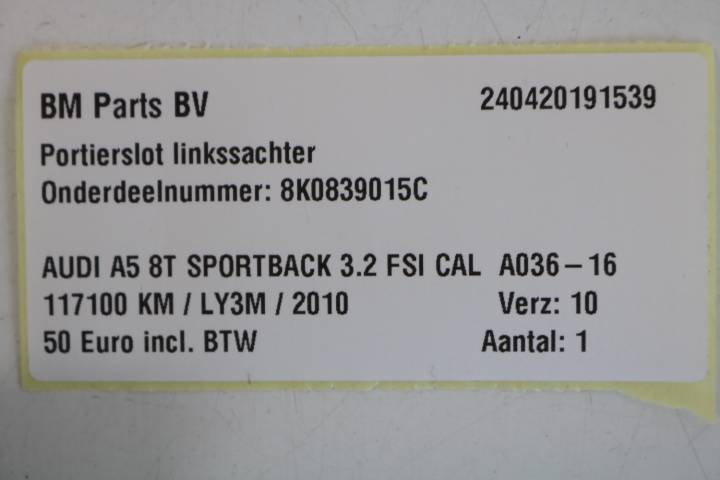 BM Parts BV 240420191539
Portierslot linkssachter
Onderdeelnummer: 8K0839015C
AUDI A5 8T SPORTBACK 3.2 FSI CAL A036-16
117100 KM / LY3M / 2010 Verz: 10
50 Euro incl. BTW Aantal: 1